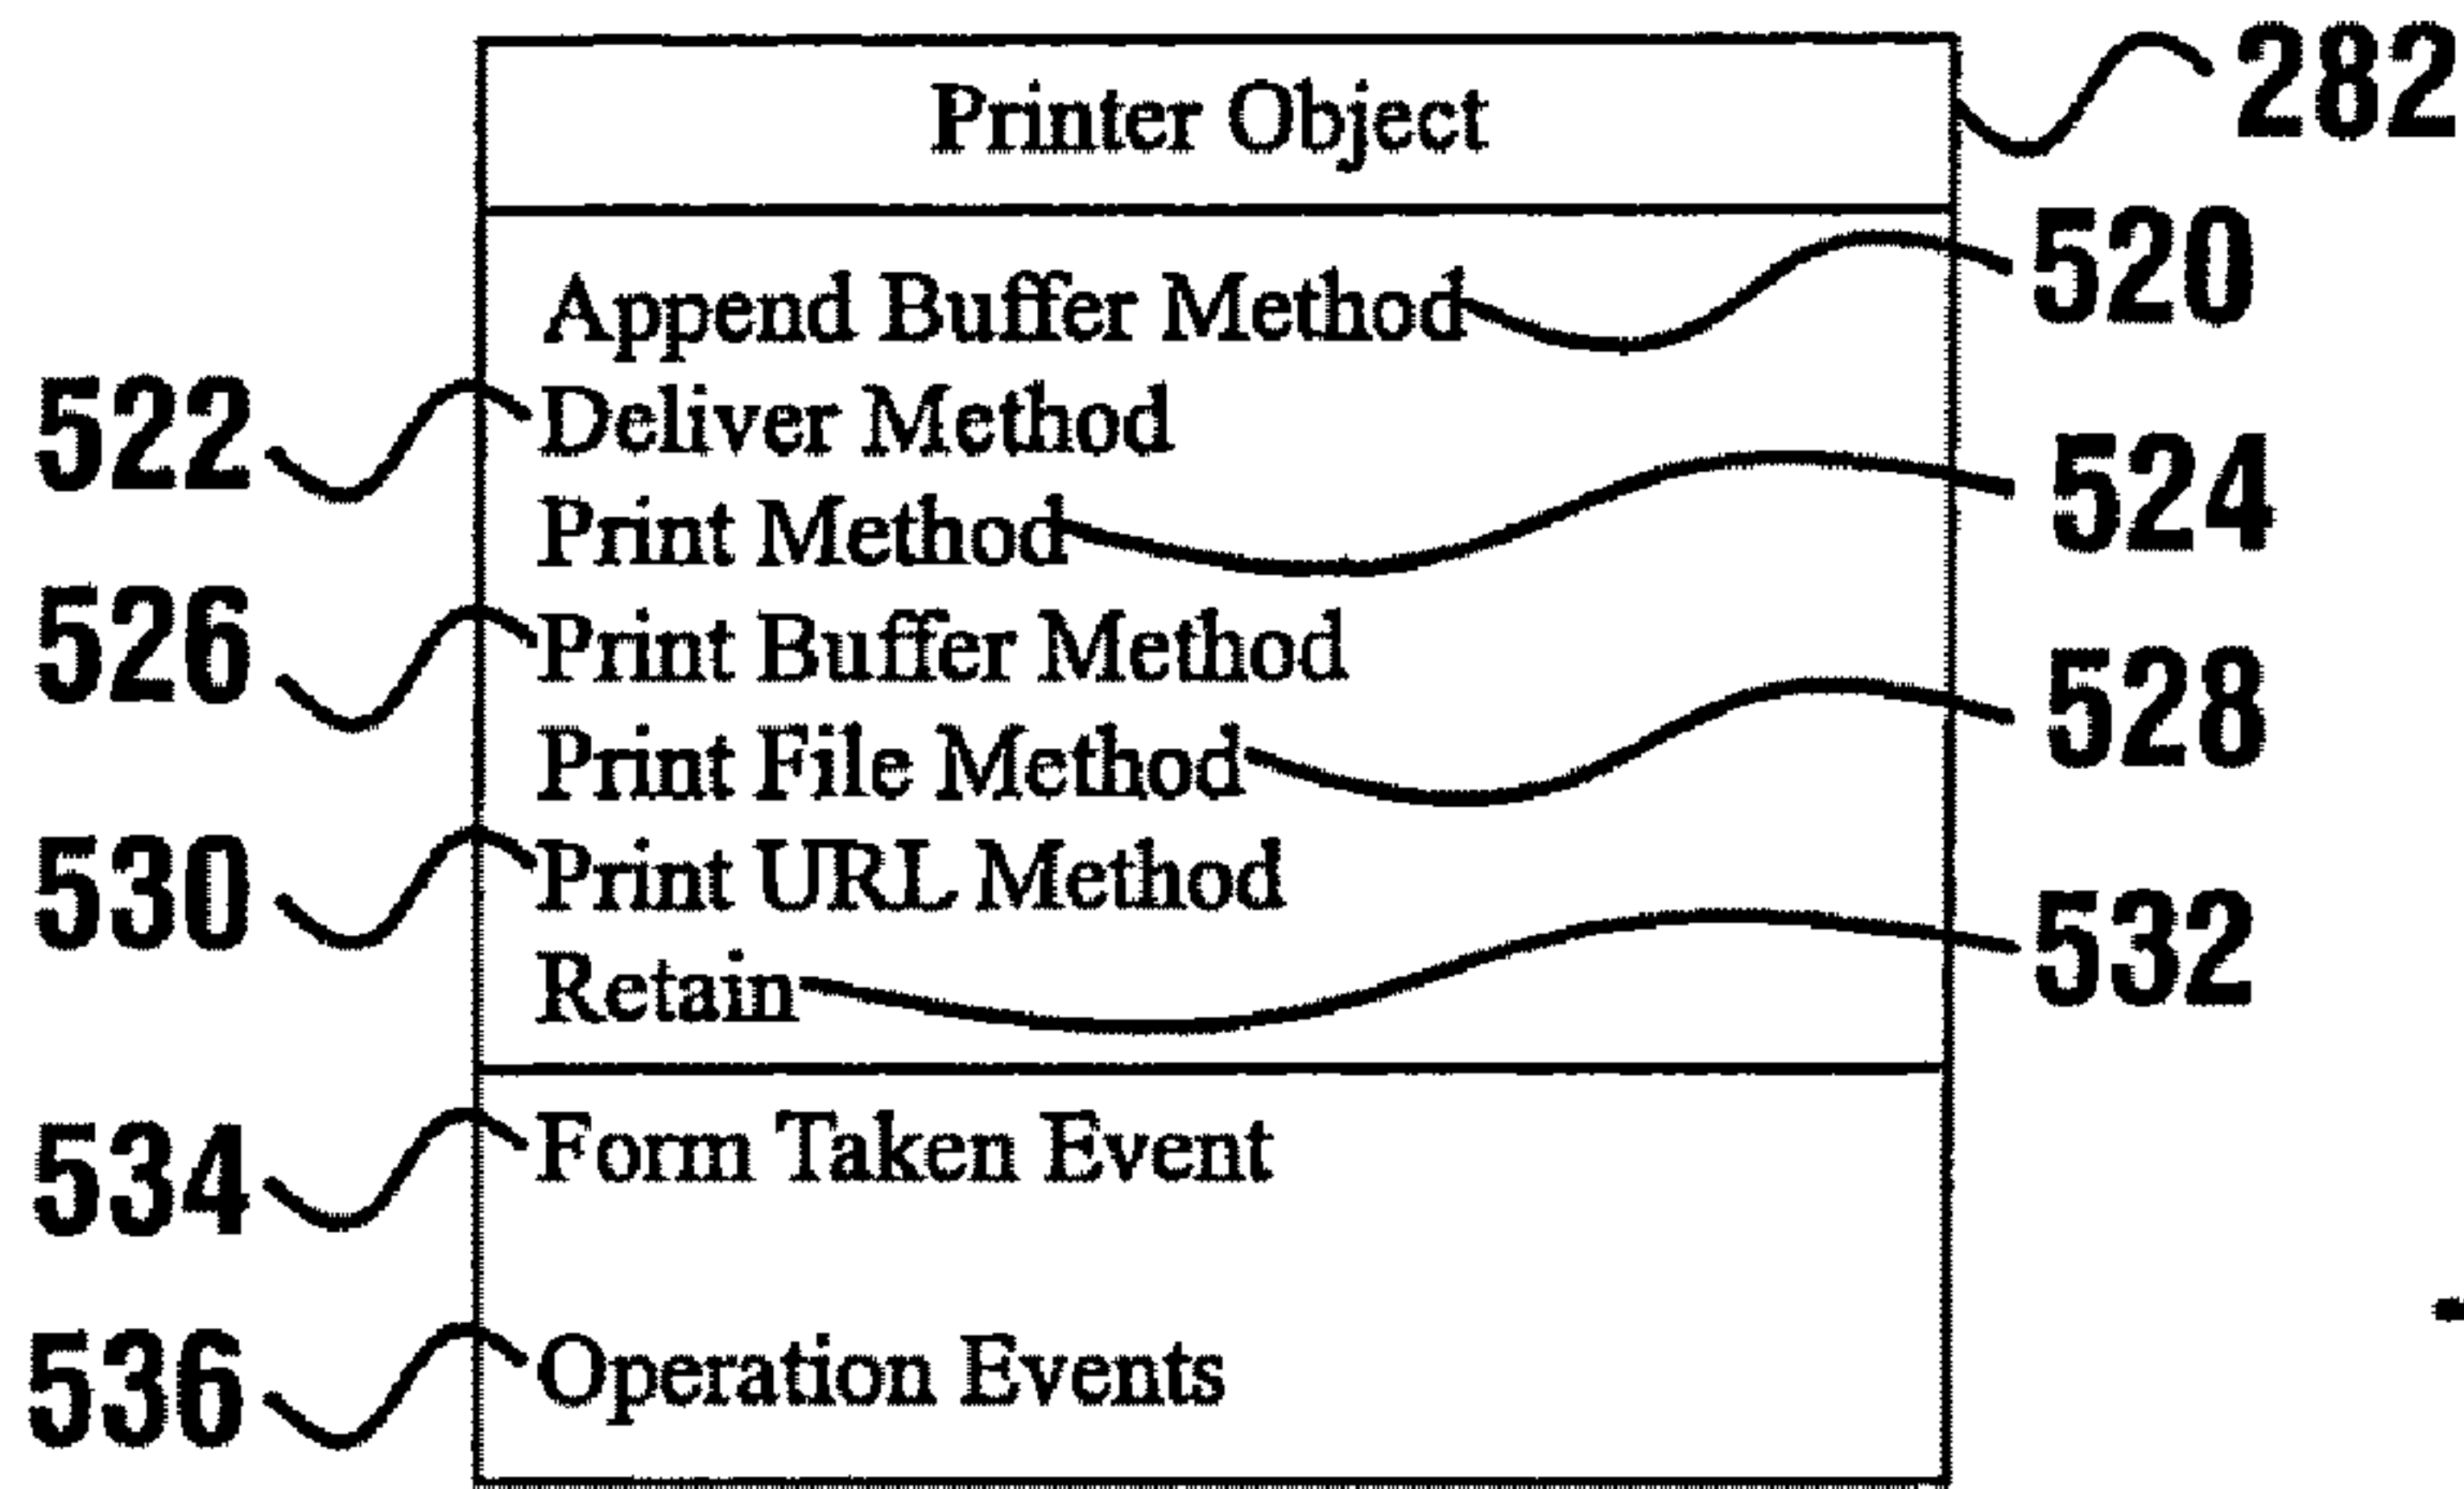 Printer Object 282
Append Buffer Method 520
522 Deliver Method
Print Method 524
526 Print Buffer Method
Print File Method 528
530 Print URL Method
Retain 532
534 Form Taken Event
536 Operation Events